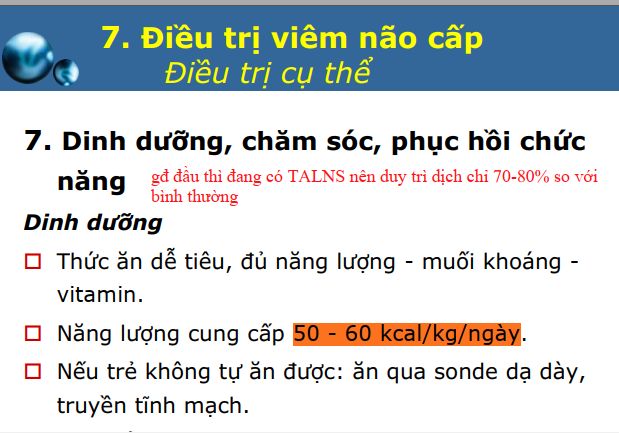 7. Điều trị viêm não cấp
Điều trị cụ thể
7. Dinh dưỡng, chăm sóc, phục hồi chức
năng
gđ đầu thì đang có TALNS nên duy trì dịch chỉ 70-80% so với
bình thường
Dinh dưỡng
Thức ăn dễ tiêu, đủ năng lượng - muối khoáng -
vitamin.
Năng lượng cung cấp 50 - 60 kcal/kg/ngày.
Nếu trẻ không tự ăn được: ăn qua sonde dạ dày,
truyền tĩnh mạch.